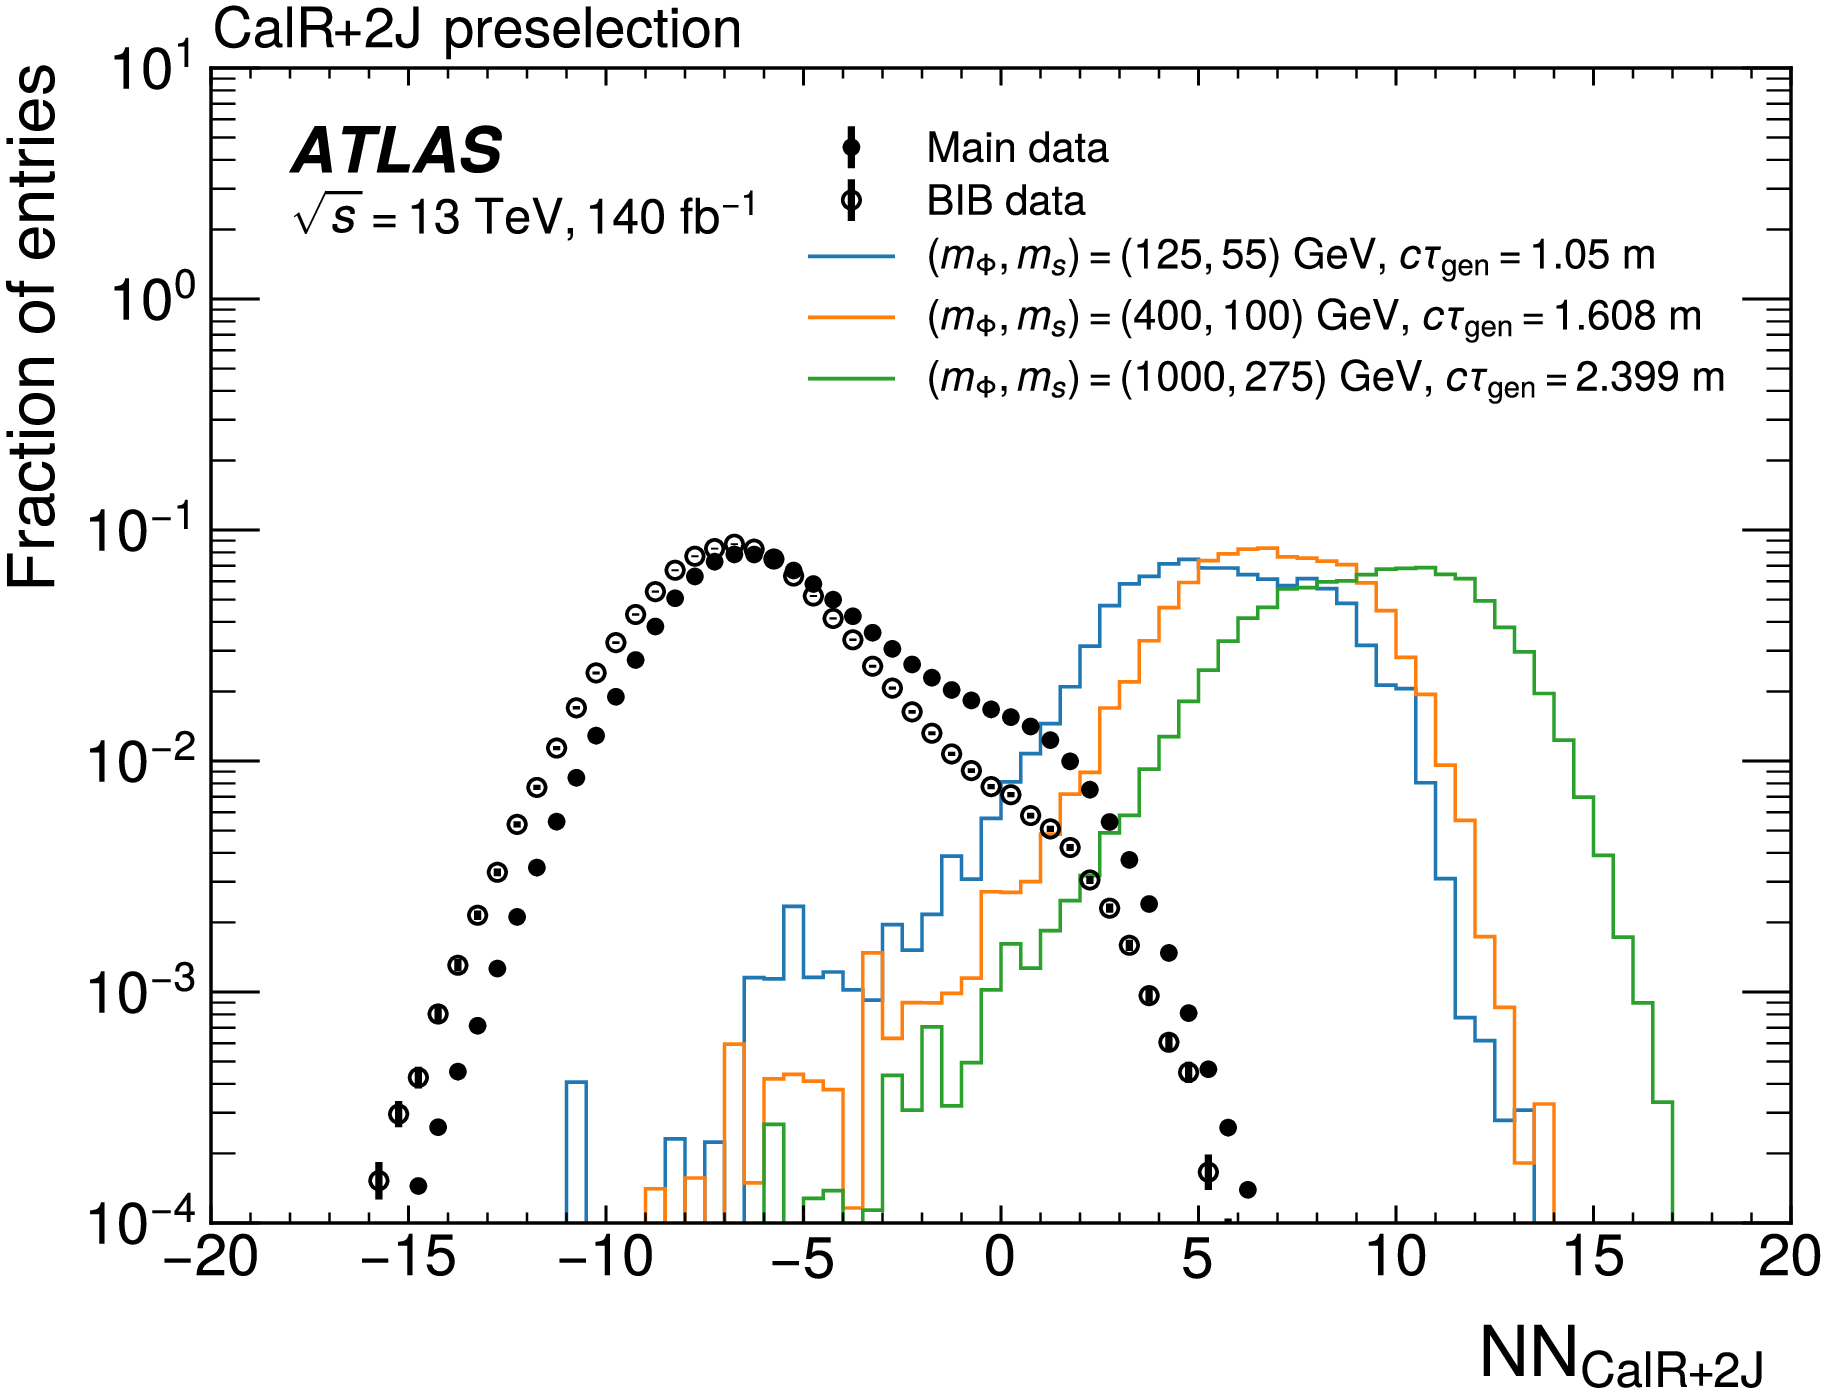 CalR+2J preselection
Fraction of entries
10¹
10⁰
10⁻¹
10⁻²
10⁻³
10⁻⁴
ATLAS
√s = 13 TeV, 140 fb⁻¹
Main data
BIB data
(m_Φ, m_s) = (125, 55) GeV, cτ_gen = 1.05 m
(m_Φ, m_s) = (400, 100) GeV, cτ_gen = 1.608 m
(m_Φ, m_s) = (1000, 275) GeV, cτ_gen = 2.399 m
−20 −15 −10 −5 0 5 10 15 20
NN_CalR+2J